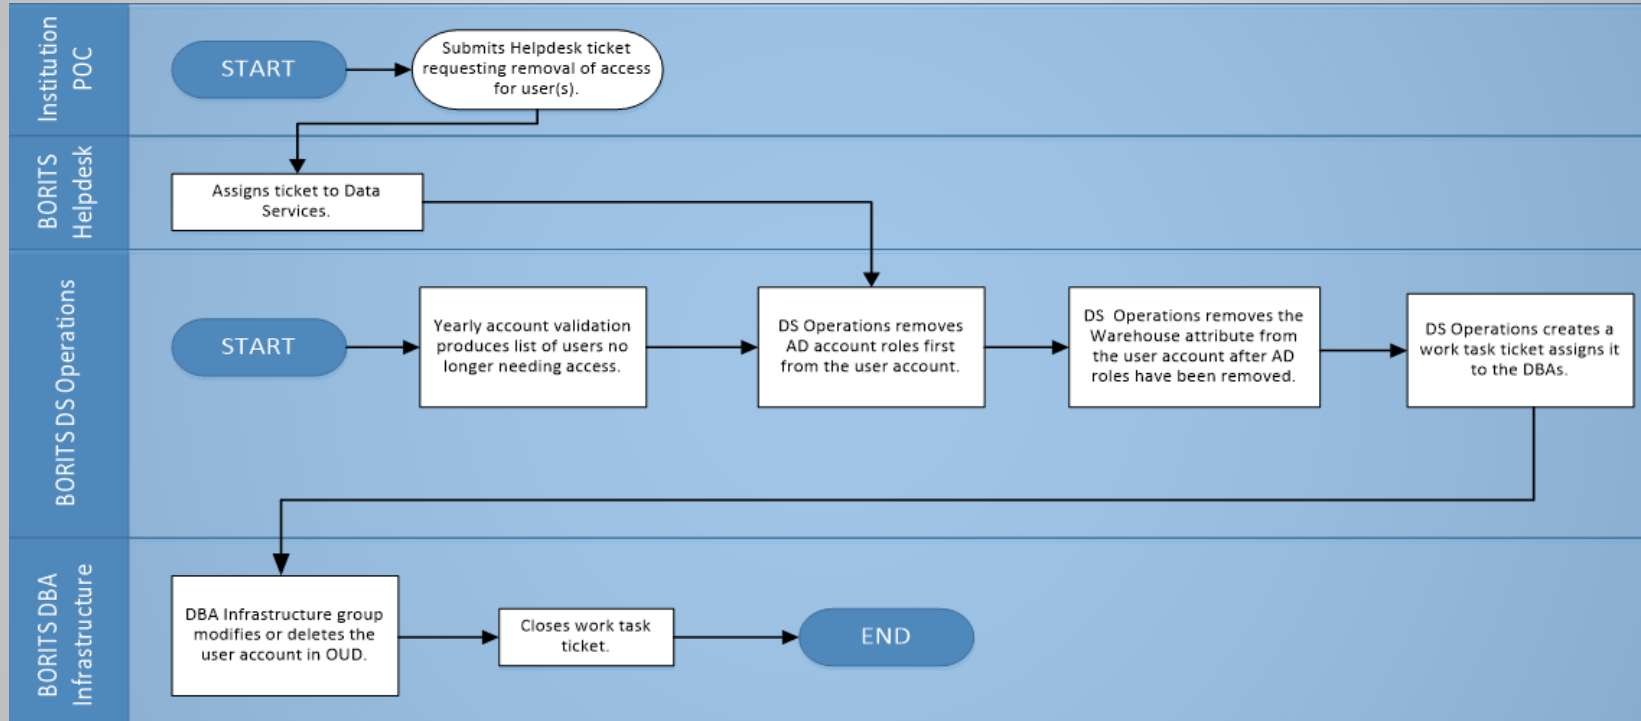 Institution
POC
START
Submits Helpdesk ticket
requesting removal of access
for user(s).
BORITS
Helpdesk
Assigns ticket to Data
Services.
BORITS DS Operations
START
Yearly account validation
produces list of users no
longer needing access.
DS Operations removes
AD account roles first
from the user account.
DS Operations removes the
Warehouse attribute from
the user account after AD
roles have been removed.
DS Operations creates a
work task ticket assigns it
to the DBAs.
BORITS DBA
Infrastructure
DBA Infrastructure group
modifies or deletes the
user account in OUD.
Closes work task
ticket.
END